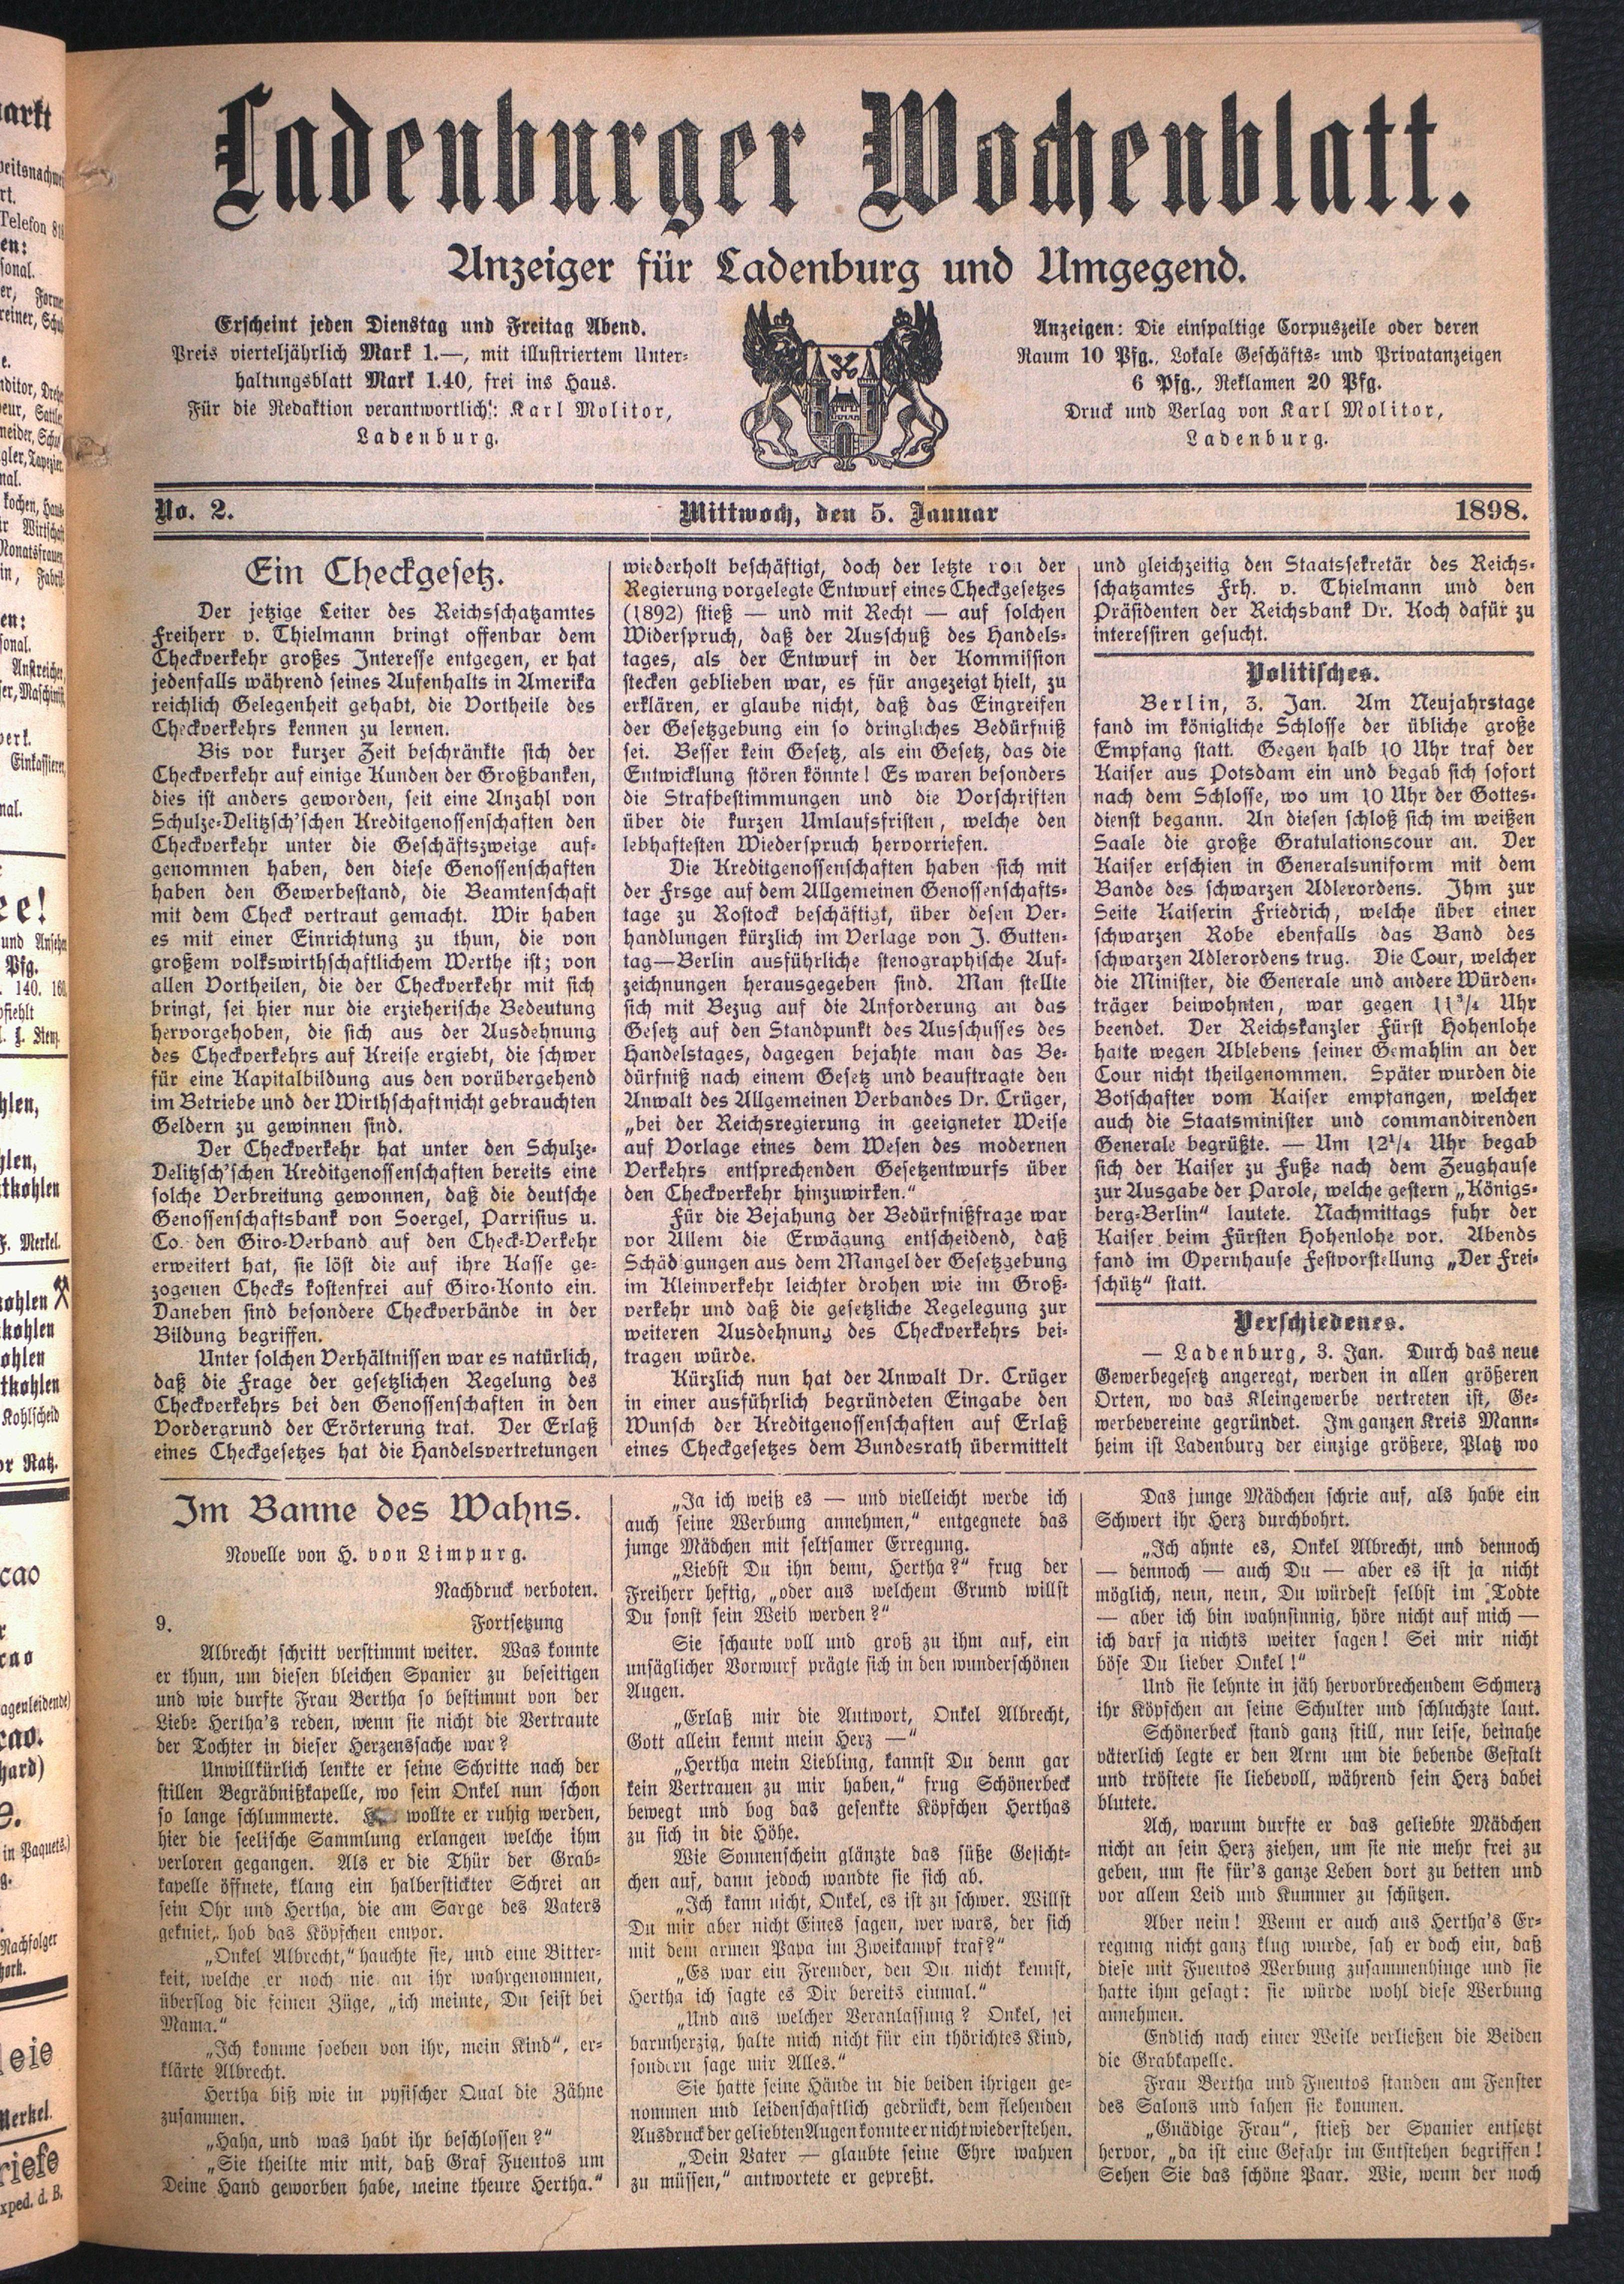 Ladenburger Wochenblatt.
Anzeiger für Ladenburg und Umgegend.
Erscheint jeden Dienstag und Freitag Abend.
Preis vierteljährlich Mark 1.—, mit illustriertem Unter-
haltungsblatt Mark 1.40, frei ins Haus.
Für die Redaktion verantwortlich: Karl Molitor,
Ladenburg.
Anzeigen: Die einspaltige Corpuszeile oder deren
Raum 10 Pfg., Lokale Geschäfts- und Privatanzeigen
6 Pfg., Reklamen 20 Pfg.
Druck und Verlag von Karl Molitor,
Ladenburg.
No. 2. Mittwoch, den 5. Januar 1898.
Ein Checkgesetz.
Der jetzige Leiter des Reichsschatzamtes
Freiherr v. Thielmann bringt offenbar dem
Checkverkehr großes Interesse entgegen, er hat
jedenfalls während seines Aufenhalts in Amerika
reichlich Gelegenheit gehabt, die Vortheile des
Checkverkehrs kennen zu lernen.
Bis vor kurzer Zeit beschränkte sich der
Checkverkehr auf einige Kunden der Großbanken,
dies ist anders geworden, seit eine Anzahl von
Schulze-Delitzsch'schen Kreditgenossenschaften den
Checkverkehr unter die Geschäftszweige auf-
genommen haben, den diese Genossenschaften
haben den Gewerbestand, die Beamtenschaft
mit dem Check vertraut gemacht. Wir haben
es mit einer Einrichtung zu thun, die von
großem volkswirthschaftlichem Werthe ist; von
allen Vortheilen, die der Checkverkehr mit sich
bringt, sei hier nur die erzieherische Bedeutung
hervorgehoben, die sich aus der Ausdehnung
des Checkverkehrs auf Kreise ergiebt, die schwer
für eine Kapitalbildung aus den vorübergehend
im Betriebe und der Wirthschaft nicht gebrauchten
Geldern zu gewinnen sind.
Der Checkverkehr hat unter den Schulze-
Delitzsch'schen Kreditgenossenschaften bereits eine
solche Verbreitung gewonnen, daß die deutsche
Genossenschaftsbank von Soergel, Parrisius u.
Co. den Giro-Verband auf den Check-Verkehr
erweitert hat, sie löst die auf ihre Kasse ge-
zogenen Checks kostenfrei auf Giro-Konto ein.
Daneben sind besondere Checkverbände in der
Bildung begriffen.
Unter solchen Verhältnissen war es natürlich,
daß die Frage der gesetzlichen Regelung des
Checkverkehrs bei den Genossenschaften in den
Vordergrund der Erörterung trat. Der Erlaß
eines Checkgesetzes hat die Handelsvertretungen
wiederholt beschäftigt, doch der letzte von der
Regierung vorgelegte Entwurf eines Checkgesetzes
(1892) stieß — und mit Recht — auf solchen
Widerspruch, daß der Ausschuß des Handels-
tages, als der Entwurf in der Kommission
stecken geblieben war, es für angezeigt hielt, zu
erklären, er glaube nicht, daß das Eingreifen
der Gesetzgebung ein so dringliches Bedürfniß
sei. Besser kein Gesetz, als ein Gesetz, das die
Entwicklung stören könnte! Es waren besonders
die Strafbestimmungen und die Vorschriften
über die kurzen Umlaufsfristen, welche den
lebhaftesten Wiederspruch hervorriefen.
Die Kreditgenossenschaften haben sich mit
der Frsge auf dem Allgemeinen Genossenschafts-
tage zu Rostock beschäftigt, über desen Ver-
handlungen kürzlich im Verlage von J. Gutten-
tag—Berlin ausführliche stenographische Auf-
zeichnungen herausgegeben sind. Man stellte
sich mit Bezug auf die Anforderung an das
Gesetz auf den Standpunkt des Ausschusses des
Handelstages, dagegen bejahte man das Be-
dürfniß nach einem Gesetz und beauftragte den
Anwalt des Allgemeinen Verbandes Dr. Crüger,
„bei der Reichsregierung in geeigneter Weise
auf Vorlage eines dem Wesen des modernen
Verkehrs entsprechenden Gesetzentwurfs über
den Checkverkehr hinzuwirken."
Für die Bejahung der Bedürfnißfrage war
vor Allem die Erwägung entscheidend, daß
Schädigungen aus dem Mangel der Gesetzgebung
im Kleinverkehr leichter drohen wie im Groß-
verkehr und daß die gesetzliche Regelegung zur
weiteren Ausdehnung des Checkverkehrs bei-
tragen würde.
Kürzlich nun hat der Anwalt Dr. Crüger
in einer ausführlich begründeten Eingabe den
Wunsch der Kreditgenossenschaften auf Erlaß
eines Checkgesetzes dem Bundesrath übermittelt
und gleichzeitig den Staatssekretär des Reichs-
schatzamtes Frh. v. Thielmann und den
Präsidenten der Reichsbank Dr. Koch dafür zu
interessiren gesucht.
Politisches.
Berlin, 3. Jan. Am Neujahrstage
fand im königliche Schlosse der übliche große
Empfang statt. Gegen halb 10 Uhr traf der
Kaiser aus Potsdam ein und begab sich sofort
nach dem Schlosse, wo um 10 Uhr der Gottes-
dienst begann. An diesen schloß sich im weißen
Saale die große Gratulationscour an. Der
Kaiser erschien in Generalsuniform mit dem
Bande des schwarzen Adlerordens. Ihm zur
Seite Kaiserin Friedrich, welche über einer
schwarzen Robe ebenfalls das Band des
schwarzen Adlerordens trug. Die Cour, welcher
die Minister, die Generale und andere Würden-
träger beiwohnten, war gegen 11¾ Uhr
beendet. Der Reichskanzler Fürst Hohenlohe
hatte wegen Ablebens seiner Gemahlin an der
Cour nicht theilgenommen. Später wurden die
Botschafter vom Kaiser empfangen, welcher
auch die Staatsminister und commandirenden
Generale begrüßte. — Um 12¼ Uhr begab
sich der Kaiser zu Fuße nach dem Zeughause
zur Ausgabe der Parole, welche gestern „Königs-
berg-Berlin" lautete. Nachmittags fuhr der
Kaiser beim Fürsten Hohenlohe vor. Abends
fand im Opernhause Festvorstellung „Der Frei-
schütz" statt.
Verschiedenes.
— Ladenburg, 3. Jan. Durch das neue
Gewerbegesetz angeregt, werden in allen größeren
Orten, wo das Kleingewerbe vertreten ist, Ge-
werbevereine gegründet. Im ganzen Kreis Mann-
heim ist Ladenburg der einzige größere, Platz wo
Im Banne des Wahns.
Novelle von H. von Limpurg.
Nachdruck verboten.
9. Fortsetzung
Albrecht schritt verstimmt weiter. Was konnte
er thun, um diesen bleichen Spanier zu beseitigen
und wie durfte Frau Bertha so bestimmt von der
Liebe Hertha's reden, wenn sie nicht die Vertraute
der Tochter in dieser Herzenssache war?
Unwillkürlich lenkte er seine Schritte nach der
stillen Begräbnißkapelle, wo sein Onkel nun schon
so lange schlummerte. wollte er ruhig werden,
hier die seelische Sammlung erlangen welche ihm
verloren gegangen. Als er die Thür der Grab-
kapelle öffnete, klang ein halberstickter Schrei an
sein Ohr und Hertha, die am Sarge des Vaters
gekniet, hob das Köpfchen empor.
„Onkel Albrecht," hauchte sie, und eine Bitter-
keit, welche er noch nie an ihr wahrgenommen,
überflog die feinen Züge, „ich meinte, Du seist bei
Mama."
„Ich komme soeben von ihr, mein Kind", er-
klärte Albrecht.
Hertha biß wie in pysischer Qual die Zähne
zusammen.
„Haha, und was habt ihr beschlossen?"
„Sie theilte mir mit, daß Graf Fuentos um
Deine Hand geworben habe, meine theure Hertha."
„Ja ich weiß es — und vielleicht werde ich
auch seine Werbung annehmen," entgegnete das
junge Mädchen mit seltsamer Erregung.
„Liebst Du ihn denn, Hertha?" frug der
Freiherr heftig, „oder aus welchem Grund willst
Du sonst sein Weib werden?"
Sie schaute voll und groß zu ihm auf, ein
unsäglicher Vorwurf prägte sich in den wunderschönen
Augen.
„Erlaß mir die Antwort, Onkel Albrecht,
Gott allein kennt mein Herz —"
„Hertha mein Liebling, kannst Du denn gar
kein Vertrauen zu mir haben," frug Schönerbeck
bewegt und bog das gesenkte Köpfchen Herthas
zu sich in die Höhe.
Wie Sonnenschein glänzte das süße Gesicht-
chen auf, dann jedoch wandte sie sich ab.
„Ich kann nicht, Onkel, es ist zu schwer. Willst
Du mir aber nicht Eines sagen, wer wars, der sich
mit dem armen Papa im Zweikampf traf?"
„Es war ein Fremder, den Du nicht kennst,
Hertha ich sagte es Dir bereits einmal."
„Und aus welcher Veranlassung? Onkel, sei
barmherzig, halte mich nicht für ein thörichtes Kind,
sondern sage mir Alles."
Sie hatte seine Hände in die beiden ihrigen ge-
nommen und leidenschaftlich gedrückt, dem flehenden
Ausdruck der geliebten Augen konnte er nicht wiederstehen.
„Dein Vater — glaubte seine Ehre wahren
zu müssen," antwortete er gepreßt.
Das junge Mädchen schrie auf, als habe ein
Schwert ihr Herz durchbohrt.
„Ich ahnte es, Onkel Albrecht, und dennoch
— dennoch — auch Du — aber es ist ja nicht
möglich, nein, nein, Du würdest selbst im Todte
— aber ich bin wahnsinnig, höre nicht auf mich —
ich darf ja nichts weiter sagen! Sei mir nicht
böse Du lieber Onkel!"
Und sie lehnte in jäh hervorbrechendem Schmerz
ihr Köpfchen an seine Schulter und schluchzte laut.
Schönerbeck stand ganz still, nur leise, beinahe
väterlich legte er den Arm um die bebende Gestalt
und tröstete sie liebevoll, während sein Herz dabei
blutete.
Ach, warum durfte er das geliebte Mädchen
nicht an sein Herz ziehen, um sie nie mehr frei zu
geben, um sie für's ganze Leben dort zu betten und
vor allem Leid und Kummer zu schützen.
Aber nein! Wenn er auch aus Hertha's Er-
regung nicht ganz klug wurde, sah er doch ein, daß
diese mit Fuentos Werbung zusammenhinge und sie
hatte ihm gesagt: sie würde wohl diese Werbung
annehmen.
Endlich nach einer Weile verließen die Beiden
die Grabkapelle.
Frau Bertha und Fuentos standen am Fenster
des Salons und sahen sie kommen.
„Gnädige Frau", stieß der Spanier entsetzt
hervor, „da ist eine Gefahr im Entstehen begriffen!
Sehen Sie das schöne Paar. Wie, wenn der noch